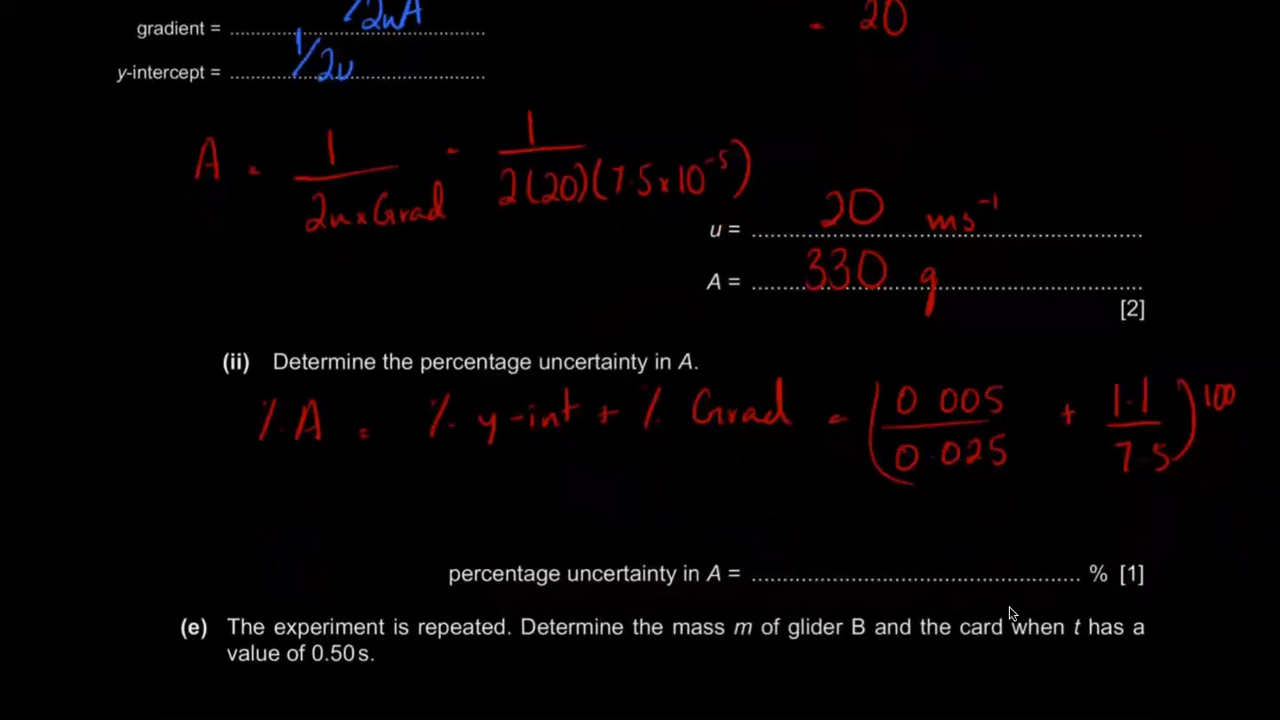 gradient = 1/2uA
= 20
y-intercept = 1/2u
A = 1 / 2u x Grad = 1 / 2(20)(7.5 x 10^-5)
u = 20 ms^-1
A = 330 g
[2]
(ii) Determine the percentage uncertainty in A.
% A = % y-int + % Grad = (0.005 / 0.025 + 1.1 / 7.5) 100
percentage uncertainty in A = % [1]
(e) The experiment is repeated. Determine the mass m of glider B and the card when t has a
value of 0.50 s.